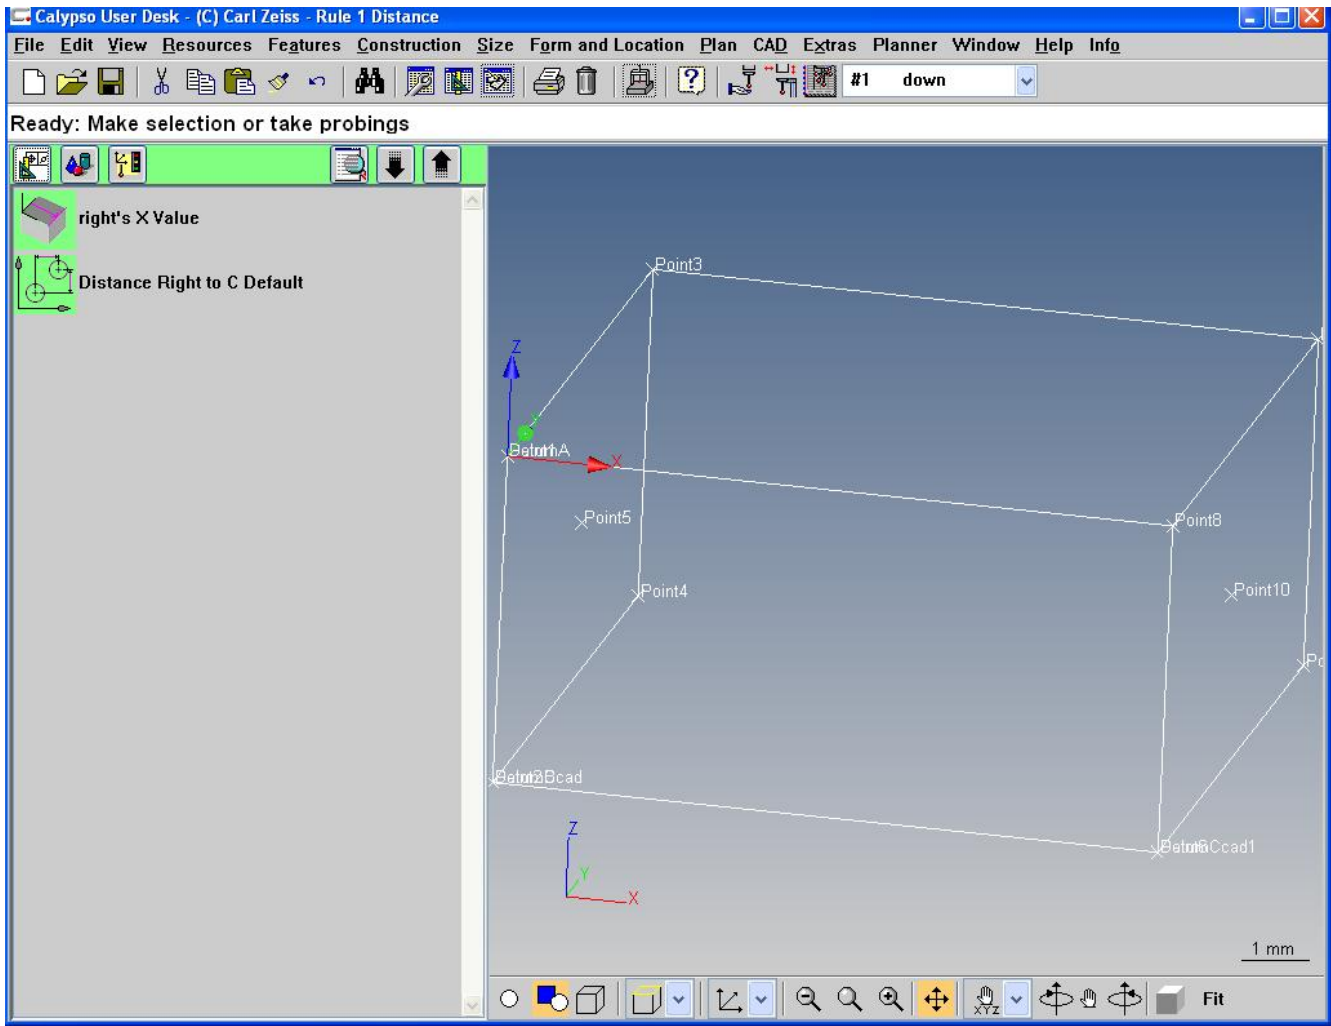 Calypso User Desk - (C) Carl Zeiss - Rule 1 Distance
File Edit View Resources Features Construction Size Form and Location Plan CAD Extras Planner Window Help Info
#1 down
Ready: Make selection or take probings
right's X Value
Distance Right to C Default
Point3
Z
Y
X
Point5
Point8
Point4
Point10
Z
Y
X
1 mm
XYZ
Fit